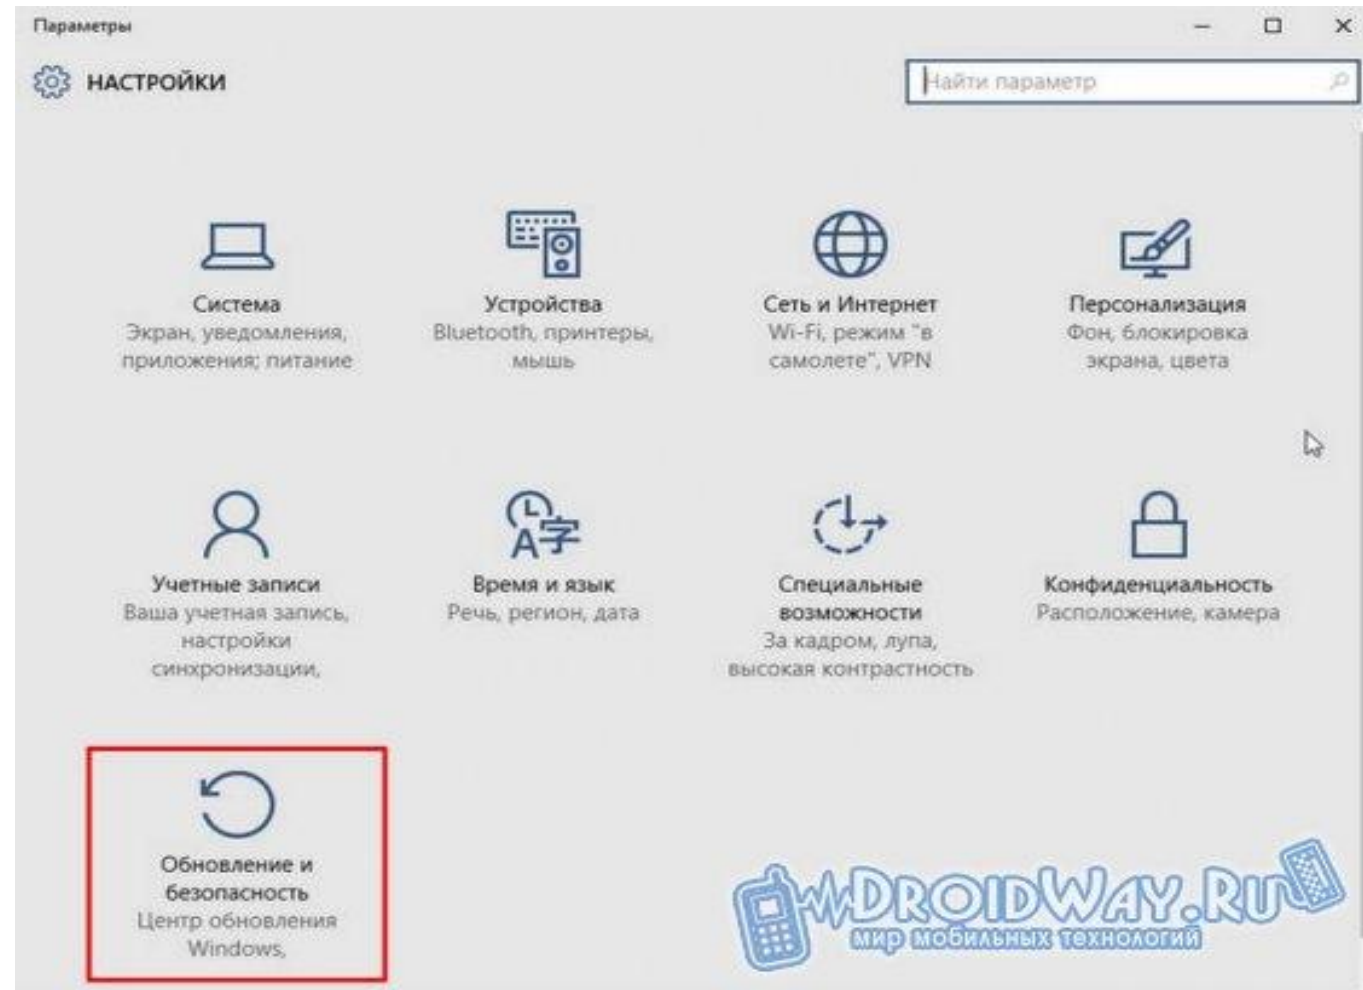 Параметры
НАСТРОЙКИ
Найти параметр
Система
Экран, уведомления,
приложения; питание
Устройства
Bluetooth, принтеры,
мышь
Сеть и Интернет
Wi-Fi, режим "в
самолете", VPN
Персонализация
Фон, блокировка
экрана, цвета
Учетные записи
Ваша учетная запись,
настройки
синхронизации,
Время и язык
Речь, регион, дата
Специальные
возможности
За кадром, лупа,
высокая контрастность
Конфиденциальность
Расположение, камера
Обновление и
безопасность
Центр обновления
Windows,
DROIDWAY.RU
мир мобильных технологий